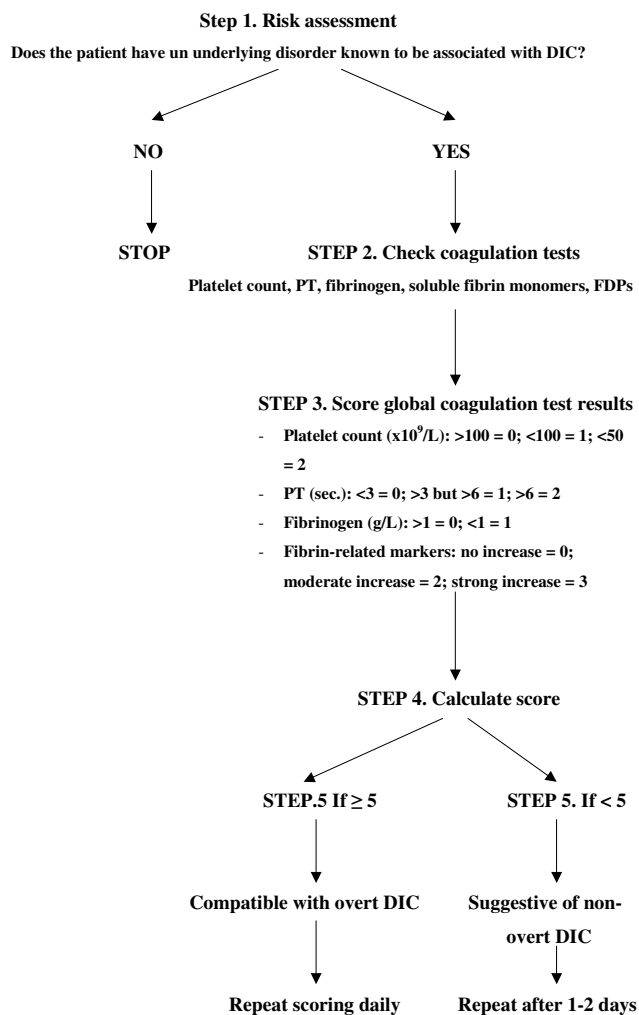 Step 1. Risk assessment
Does the patient have un underlying disorder known to be associated with DIC?
NO
YES
STOP
STEP 2. Check coagulation tests
Platelet count, PT, fibrinogen, soluble fibrin monomers, FDPs
STEP 3. Score global coagulation test results
- Platelet count (x10⁹/L): >100 = 0; <100 = 1; <50
= 2
- PT (sec.): <3 = 0; >3 but >6 = 1; >6 = 2
- Fibrinogen (g/L): >1 = 0; <1 = 1
- Fibrin-related markers: no increase = 0;
moderate increase = 2; strong increase = 3
STEP 4. Calculate score
STEP.5 If ≥ 5
STEP 5. If < 5
Compatible with overt DIC
Suggestive of non-
overt DIC
Repeat scoring daily
Repeat after 1-2 days